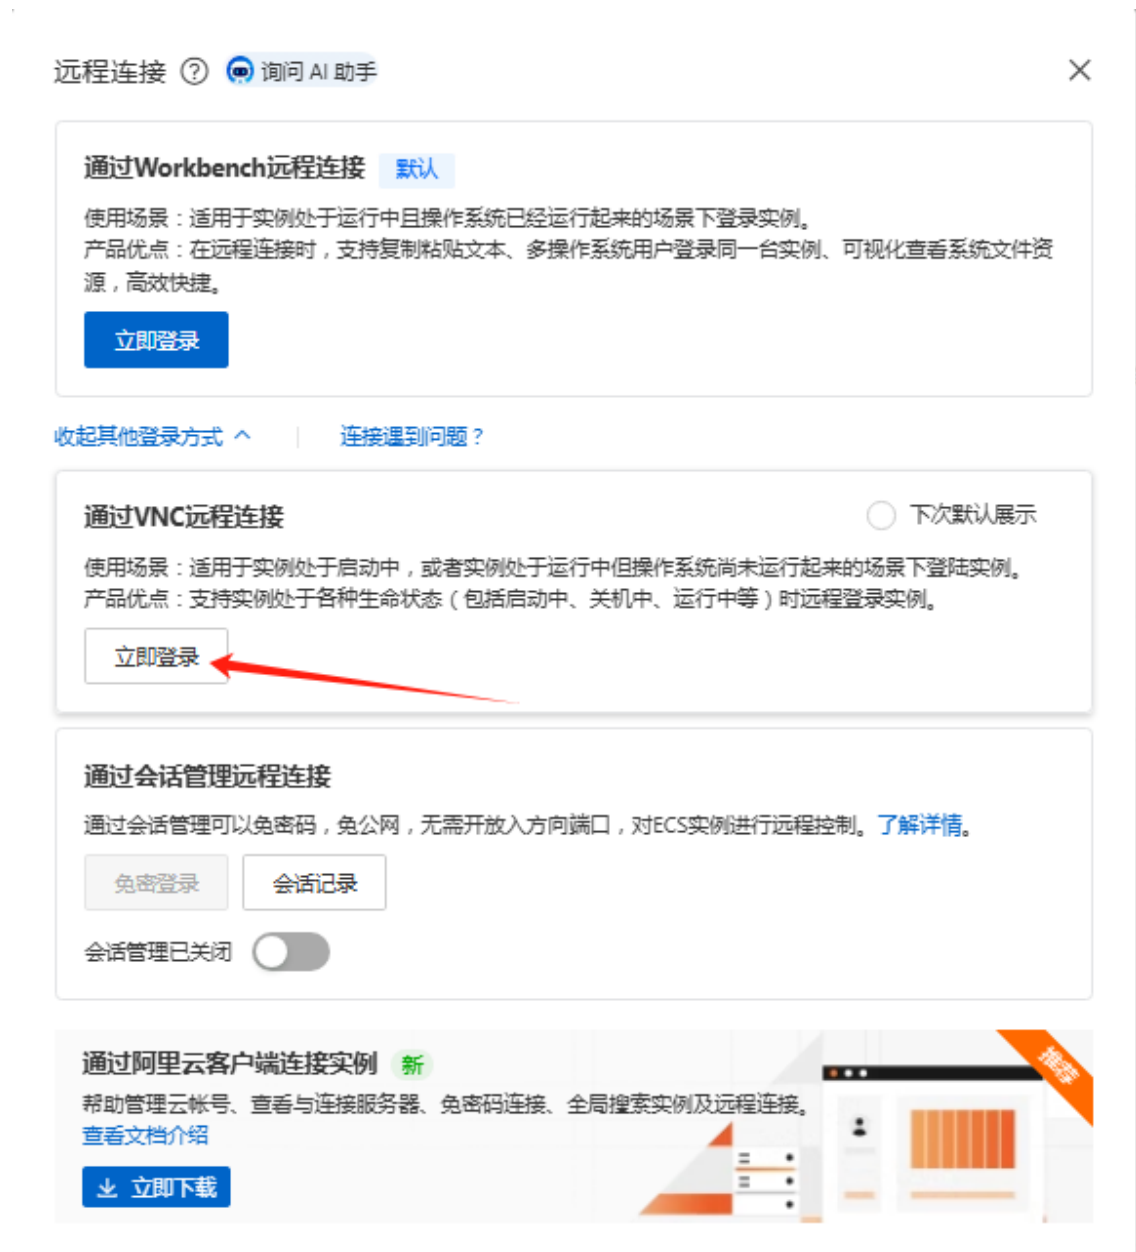 远程连接 ? 询问 AI 助手
通过Workbench远程连接 默认
使用场景：适用于实例处于运行中且操作系统已经运行起来的场景下登录实例。
产品优点：在远程连接时，支持复制粘贴文本、多操作系统用户登录同一台实例、可视化查看系统文件资
源，高效快捷。
立即登录
收起其他登录方式 连接遇到问题？
通过VNC远程连接 下次默认展示
使用场景：适用于实例处于启动中，或者实例处于运行中但操作系统尚未运行起来的场景下登陆实例。
产品优点：支持实例处于各种生命状态（包括启动中、关机中、运行中等）时远程登录实例。
立即登录
通过会话管理远程连接
通过会话管理可以免密码，免公网，无需开放入方向端口，对ECS实例进行远程控制。了解详情。
免密登录 会话记录
会话管理已关闭
通过阿里云客户端连接实例 新
推荐
帮助管理云帐号、查看与连接服务器、免密码连接、全局搜索实例及远程连接。
查看文档介绍
立即下载